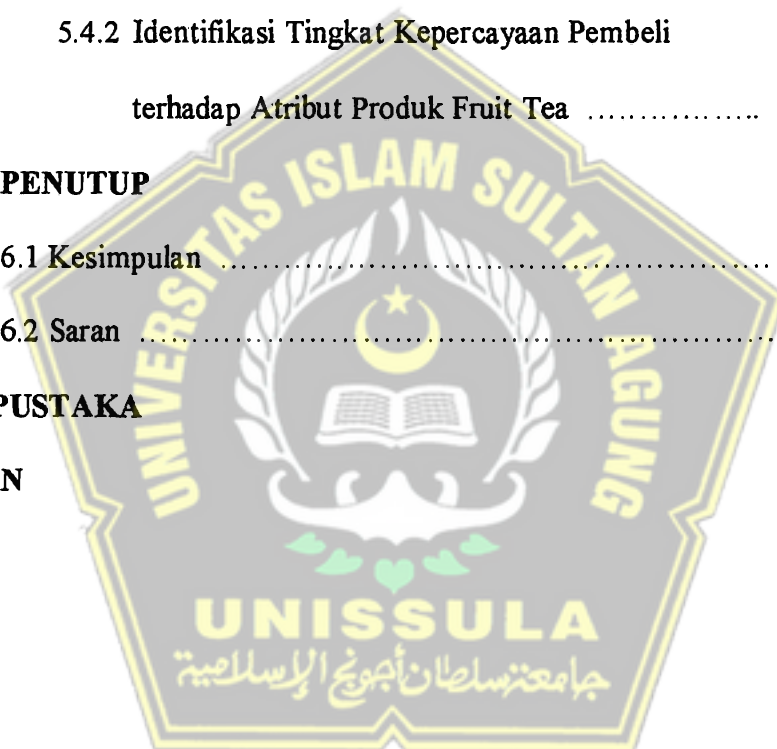 5.4.2 Identifikasi Tingkat Kepercayaan Pembeli
terhadap Atribut Produk Fruit Tea ……………..
PENUTUP
6.1 Kesimpulan ……………………………………………
6.2 Saran ……………………………………………………
PUSTAKA
N
UNIVERSITAS ISLAM SULTAN AGUNG
UNISSULA
جامعة سلطان أجونج الإسلامية